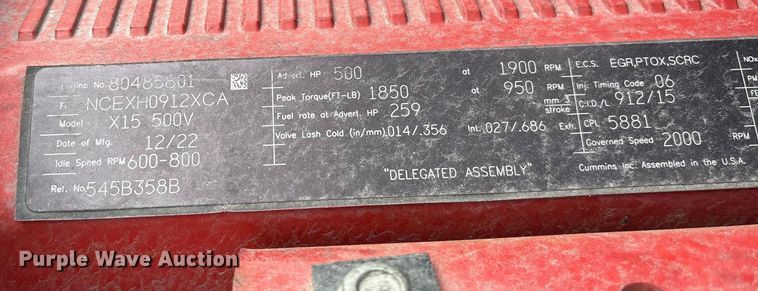 Engine No. 80485801
NCEXH0912XCA
Model X15 500V
Date of Mfg. 12/22
Idle Speed RPM 600-800
Ref. No 545B358B
Advert. HP 500 at 1900 RPM
Peak Torque(FT-LB) 1850 at 950 RPM
Fuel rate at Advert. HP 259 mm3 stroke
Valve Lash Cold (in/mm) .014/.356 Int. .027/.686 Exh.
"DELEGATED ASSEMBLY"
E.C.S. EGR,PTOX,SCRC
Inj. Timing Code 06
C.I.D./L. 912/15
CPL 5881
Governed Speed 2000 RPM
Cummins Inc. Assembled in the U.S.A.
NOx
PM
Purple Wave Auction